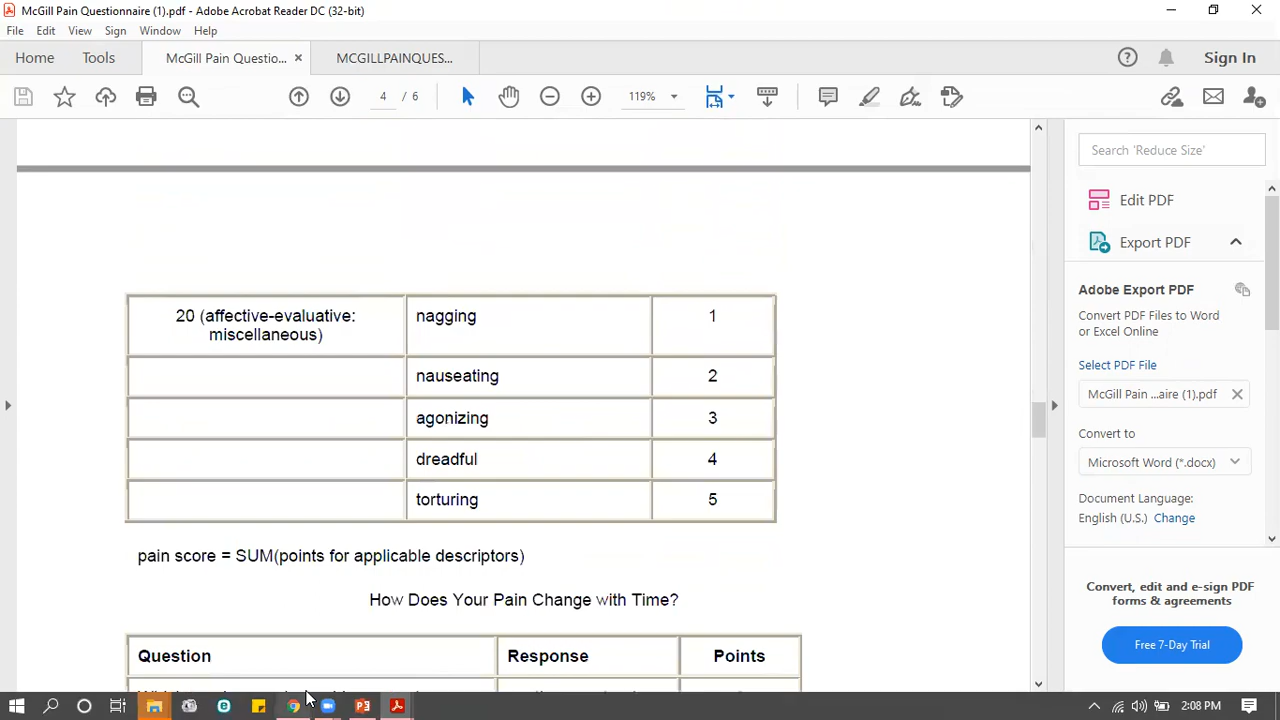 McGill Pain Questionnaire (1).pdf - Adobe Acrobat Reader DC (32-bit)
File Edit View Sign Window Help
Home Tools McGill Pain Questio... × MCGILLPAINQUES... Sign In
4 / 6 119%
Search 'Reduce Size'
Edit PDF
Export PDF
Adobe Export PDF
Convert PDF Files to Word
or Excel Online
Select PDF File
McGill Pain ...aire (1).pdf
Convert to
Microsoft Word (*.docx)
Document Language:
English (U.S.) Change
Convert, edit and e-sign PDF
forms & agreements
Free 7-Day Trial
20 (affective-evaluative: nagging 1
miscellaneous)
nauseating 2
agonizing 3
dreadful 4
torturing 5
pain score = SUM(points for applicable descriptors)
How Does Your Pain Change with Time?
Question Response Points
2:08 PM